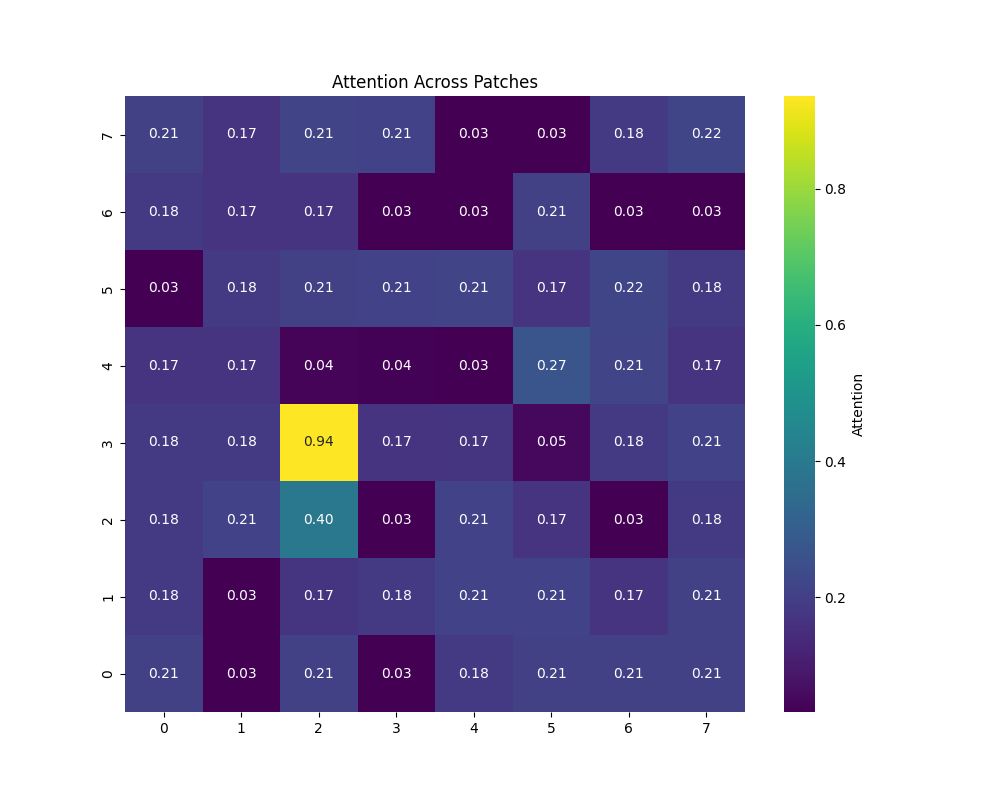 Attention Across Patches
7 0.21 0.17 0.21 0.21 0.03 0.03 0.18 0.22
6 0.18 0.17 0.17 0.03 0.03 0.21 0.03 0.03
5 0.03 0.18 0.21 0.21 0.21 0.17 0.22 0.18
4 0.17 0.17 0.04 0.04 0.03 0.27 0.21 0.17
3 0.18 0.18 0.94 0.17 0.17 0.05 0.18 0.21
2 0.18 0.21 0.40 0.03 0.21 0.17 0.03 0.18
1 0.18 0.03 0.17 0.18 0.21 0.21 0.17 0.21
0 0.21 0.03 0.21 0.03 0.18 0.21 0.21 0.21
0 1 2 3 4 5 6 7
0.8
0.6
0.4
0.2
Attention